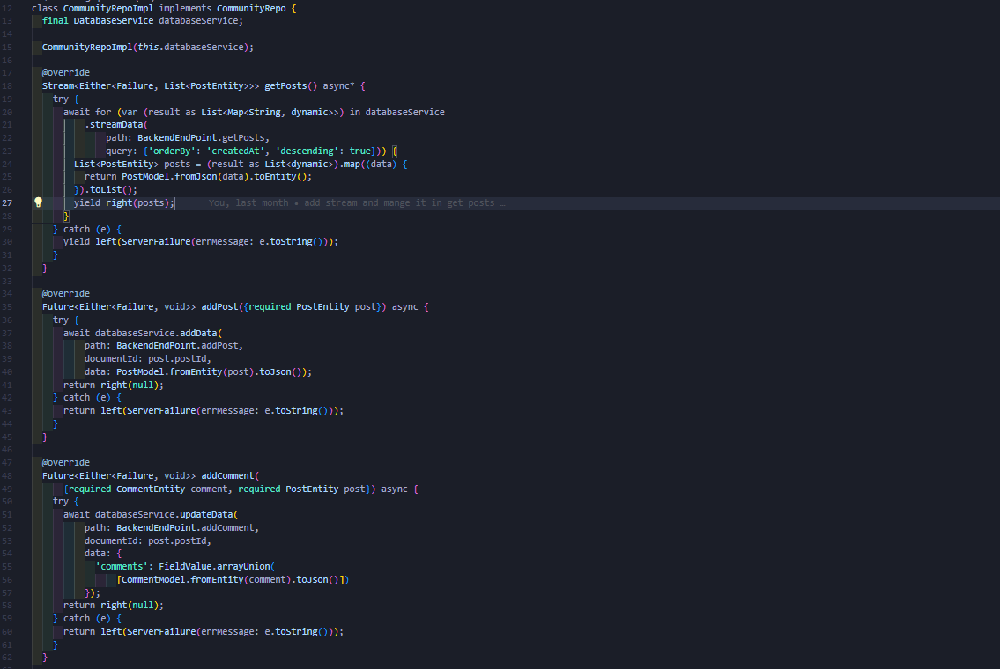 12 class CommunityRepoImpl implements CommunityRepo {
13 final DatabaseService databaseService;
14
15 CommunityRepoImpl(this.databaseService);
16
17 @override
18 Stream<Either<Failure, List<PostEntity>>> getPosts() async* {
19 try {
20 await for (var (result as List<Map<String, dynamic>>) in databaseService
21 .streamData(
22 path: BackendEndPoint.getPosts,
23 query: {'orderBy': 'createdAt', 'descending': true})) {
24 List<PostEntity> posts = (result as List<dynamic>).map((data) {
25 return PostModel.fromJson(data).toEntity();
26 }).toList();
27 yield right(posts); You, last month • add stream and mange it in get posts …
28 }
29 } catch (e) {
30 yield left(ServerFailure(errMessage: e.toString()));
31 }
32 }
33
34 @override
35 Future<Either<Failure, void>> addPost({required PostEntity post}) async {
36 try {
37 await databaseService.addData(
38 path: BackendEndPoint.addPost,
39 documentId: post.postId,
40 data: PostModel.fromEntity(post).toJson());
41 return right(null);
42 } catch (e) {
43 return left(ServerFailure(errMessage: e.toString()));
44 }
45 }
46
47 @override
48 Future<Either<Failure, void>> addComment(
49 {required CommentEntity comment, required PostEntity post}) async {
50 try {
51 await databaseService.updateData(
52 path: BackendEndPoint.addComment,
53 documentId: post.postId,
54 data: {
55 'comments': FieldValue.arrayUnion(
56 [CommentModel.fromEntity(comment).toJson()])
57 });
58 return right(null);
59 } catch (e) {
60 return left(ServerFailure(errMessage: e.toString()));
61 }
62 }